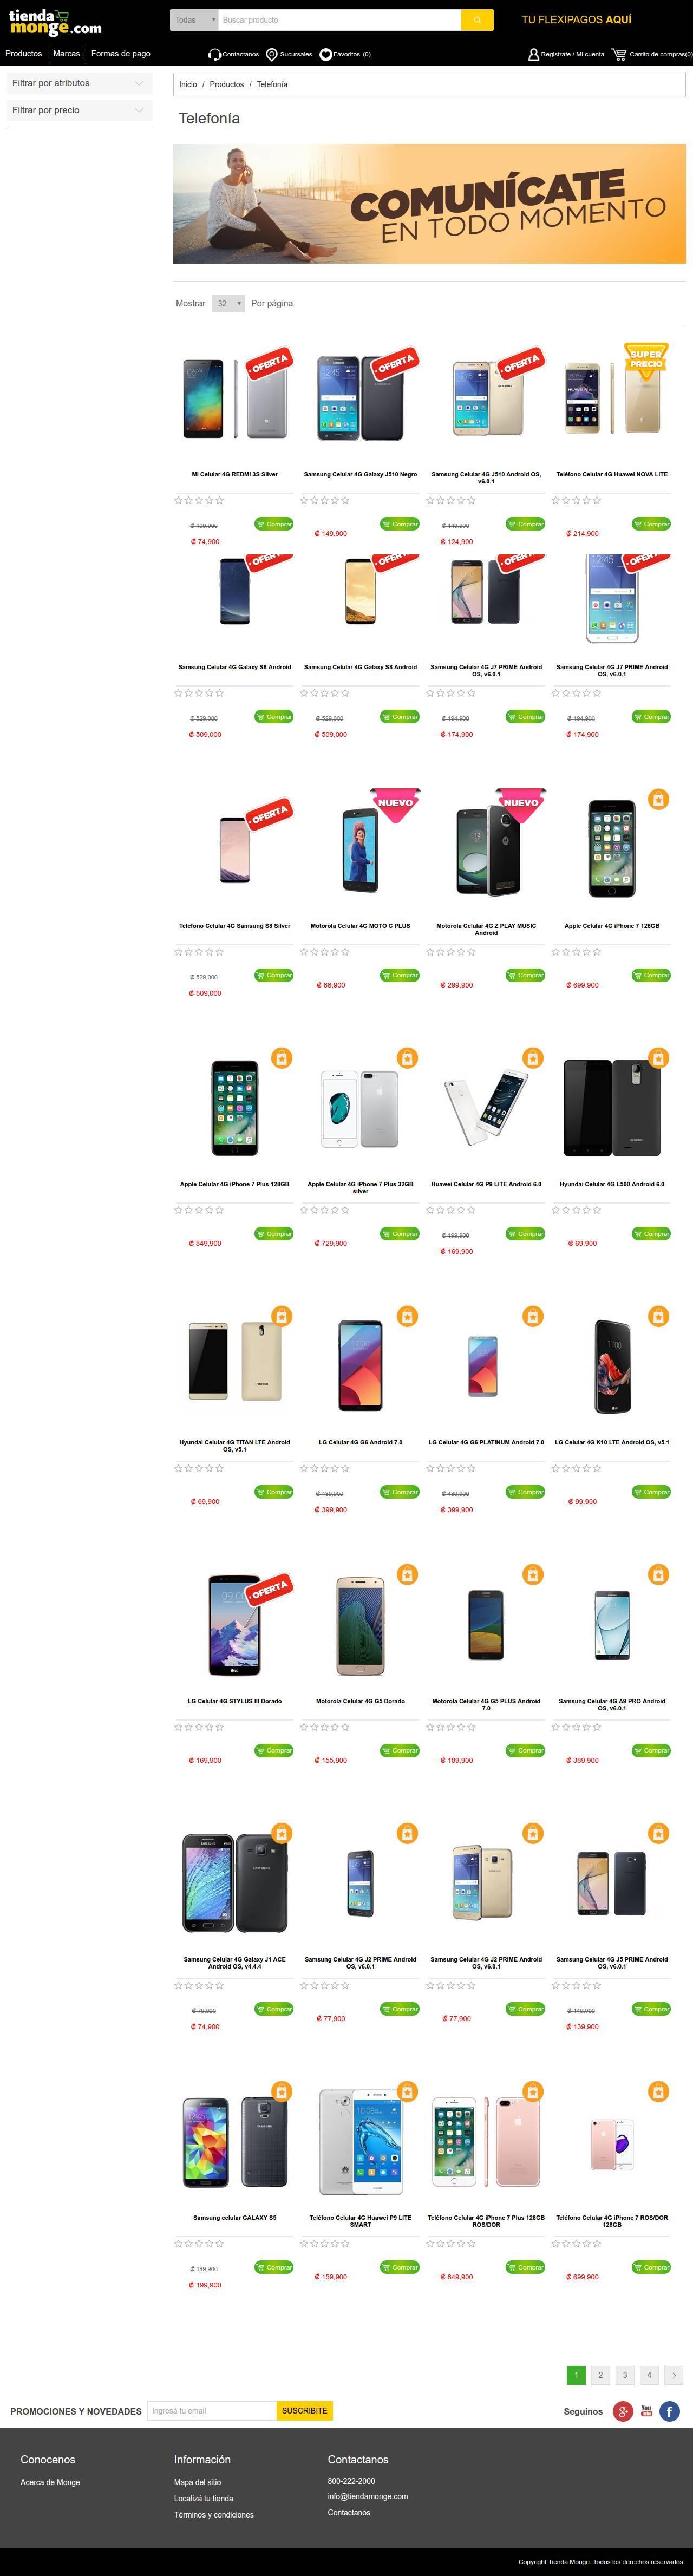 tienda
monge.com
Todas
Buscar producto
TU FLEXIPAGOS AQUÍ
Productos
Marcas
Formas de pago
Contactanos
Sucursales
Favoritos (0)
Registrate / Mi cuenta
Carrito de compras(0)
Filtrar por atributos
Filtrar por precio
Inicio / Productos / Telefonía
Telefonía
COMUNÍCATE
EN TODO MOMENTO
Mostrar 32 Por página
OFERTA OFERTA OFERTA SUPER
PRECIO
MI Celular 4G REDMI 3S Silver
Samsung Celular 4G Galaxy J510 Negro
Samsung Celular 4G J510 Android OS,
v6.0.1
Teléfono Celular 4G Huawei NOVA LITE
₡ 109,900 Comprar
₡ 74,900
₡ 149,900 Comprar
₡ 149,900 Comprar
₡ 124,900
₡ 214,900 Comprar
Samsung Celular 4G Galaxy S8 Android
Samsung Celular 4G Galaxy S8 Android
Samsung Celular 4G J7 PRIME Android
OS, v6.0.1
Samsung Celular 4G J7 PRIME Android
OS, v6.0.1
₡ 529,000 Comprar
₡ 509,000
₡ 529,000 Comprar
₡ 509,000
₡ 194,900 Comprar
₡ 174,900
₡ 194,900 Comprar
₡ 174,900
OFERTA NUEVO NUEVO
Telefono Celular 4G Samsung S8 Silver
Motorola Celular 4G MOTO C PLUS
Motorola Celular 4G Z PLAY MUSIC
Android
Apple Celular 4G iPhone 7 128GB
₡ 529,000 Comprar
₡ 509,000
₡ 88,900 Comprar
₡ 299,900 Comprar
₡ 699,900 Comprar
Apple Celular 4G iPhone 7 Plus 128GB
Apple Celular 4G iPhone 7 Plus 32GB
silver
Huawei Celular 4G P9 LITE Android 6.0
Hyundai Celular 4G L500 Android 6.0
₡ 849,900 Comprar
₡ 729,900 Comprar
₡ 199,900 Comprar
₡ 169,900
₡ 69,900 Comprar
Hyundai Celular 4G TITAN LTE Android
OS, v5.1
LG Celular 4G G6 Android 7.0
LG Celular 4G G6 PLATINUM Android 7.0
LG Celular 4G K10 LTE Android OS, v5.1
₡ 69,900 Comprar
₡ 489,900 Comprar
₡ 399,900
₡ 489,900 Comprar
₡ 399,900
₡ 99,900 Comprar
OFERTA
LG Celular 4G STYLUS III Dorado
Motorola Celular 4G G5 Dorado
Motorola Celular 4G G5 PLUS Android
7.0
Samsung Celular 4G A9 PRO Android
OS, v6.0.1
₡ 169,900 Comprar
₡ 155,900 Comprar
₡ 189,900 Comprar
₡ 389,900 Comprar
Samsung Celular 4G Galaxy J1 ACE
Android OS, v4.4.4
Samsung Celular 4G J2 PRIME Android
OS, v6.0.1
Samsung Celular 4G J2 PRIME Android
OS, v6.0.1
Samsung Celular 4G J5 PRIME Android
OS, v6.0.1
₡ 79,900 Comprar
₡ 74,900
₡ 77,900 Comprar
₡ 77,900 Comprar
₡ 149,900 Comprar
₡ 139,900
Samsung celular GALAXY S5
Teléfono Celular 4G Huawei P9 LITE
SMART
Teléfono Celular 4G iPhone 7 Plus 128GB
ROS/DOR
Teléfono Celular 4G iPhone 7 ROS/DOR
128GB
₡ 189,900 Comprar
₡ 199,900
₡ 159,900 Comprar
₡ 849,900 Comprar
₡ 699,900 Comprar
1 2 3 4
PROMOCIONES Y NOVEDADES
Ingresá tu email
SUSCRIBITE
Seguinos
Conocenos
Acerca de Monge
Información
Mapa del sitio
Localizá tu tienda
Términos y condiciones
Contactanos
800-222-2000
info@tiendamonge.com
Contactanos
Copyright Tienda Monge. Todos los derechos reservados.